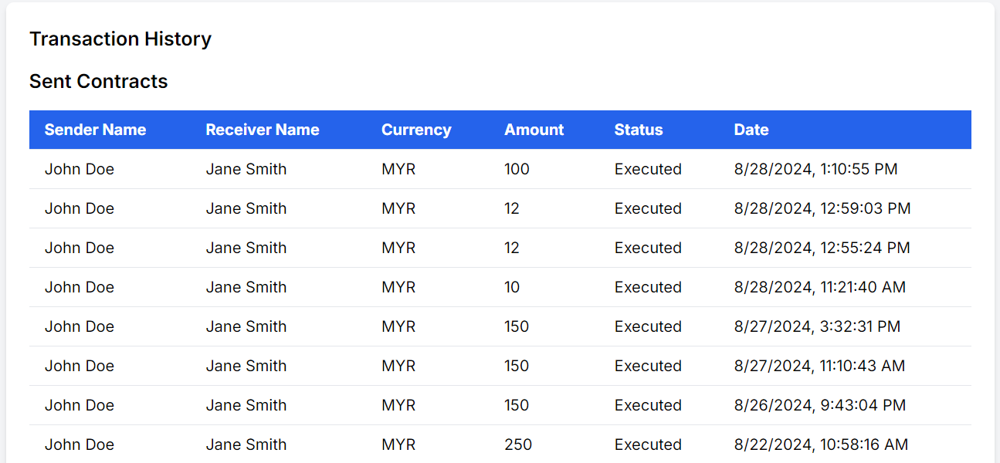 Transaction History
Sent Contracts
Sender Name Receiver Name Currency Amount Status Date
John Doe Jane Smith MYR 100 Executed 8/28/2024, 1:10:55 PM
John Doe Jane Smith MYR 12 Executed 8/28/2024, 12:59:03 PM
John Doe Jane Smith MYR 12 Executed 8/28/2024, 12:55:24 PM
John Doe Jane Smith MYR 10 Executed 8/28/2024, 11:21:40 AM
John Doe Jane Smith MYR 150 Executed 8/27/2024, 3:32:31 PM
John Doe Jane Smith MYR 150 Executed 8/27/2024, 11:10:43 AM
John Doe Jane Smith MYR 150 Executed 8/26/2024, 9:43:04 PM
John Doe Jane Smith MYR 250 Executed 8/22/2024, 10:58:16 AM